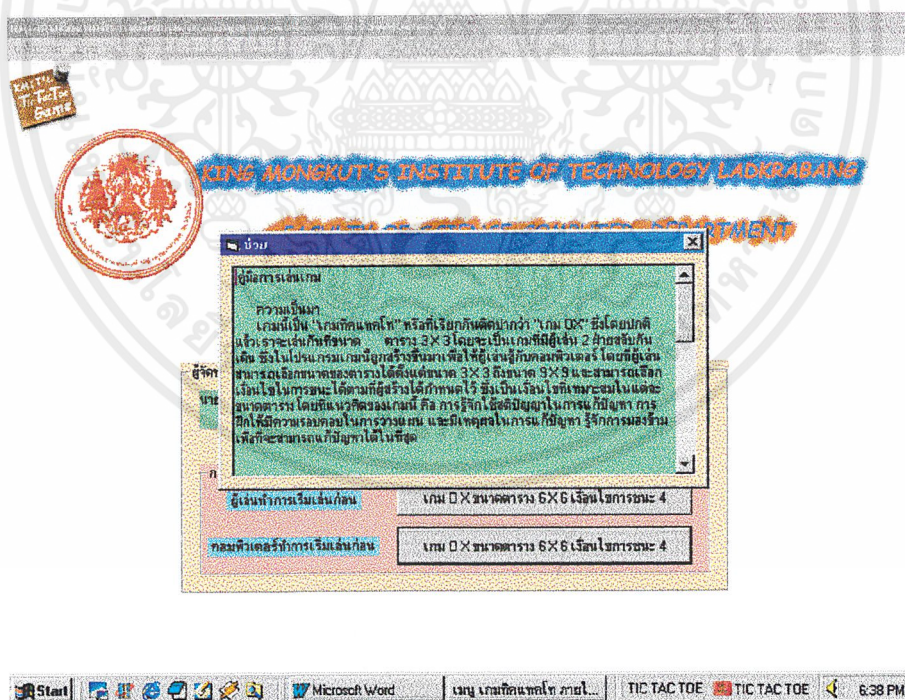 KMITL
TicTacToe
Game
KING MONGKUT'S INSTITUTE OF TECHNOLOGY LADKRABANG
ช่วย
คู่มือการเล่นเกม
ความเป็นมา
เกมนี้เป็น "เกมทิคแทคโท" หรือที่เรียกกันติดปากว่า "เกม OX" ซึ่งโดยปกติ
แล้วเราจะเล่นกันที่ขนาด ตาราง 3X3 โดยจะเป็นเกมที่มีผู้เล่น 2 ฝ่ายสลับกัน
เดิน ซึ่งในโปรแกรมเกมนี้ถูกสร้างขึ้นมาเพื่อให้ผู้เล่นสู้กับคอมพิวเตอร์ โดยที่ผู้เล่น
สามารถเลือกขนาดของตารางได้ตั้งแต่ขนาด 3X3 ถึงขนาด 9X9 และสามารถเลือก
เงื่อนไขในการชนะได้ตามที่ผู้สร้างได้กำหนดไว้ ซึ่งเป็นเงื่อนไขที่เหมาะสมในแต่ละ
ขนาดตาราง โดยที่แนวคิดของเกมนี้ คือ การรู้จักใช้สติปัญญาในการแก้ปัญหา การ
ฝึกให้มีความรอบคอบในการวางแผน และมีเหตุผลในการแก้ปัญหา รู้จักการมองข้าม
เพื่อที่จะสามารถแก้ปัญหาได้ในที่สุด
ผู้จัดท
นาย
ผู้เล่นทำการเริ่มเล่นก่อน
เกม OX ขนาดตาราง 6X6 เงื่อนไขการชนะ 4
คอมพิวเตอร์ทำการเริ่มเล่นก่อน
เกม OX ขนาดตาราง 6X6 เงื่อนไขการชนะ 4
Start
Microsoft Word
เมนู เกมทิคแทคโท ภายใ...
TIC TAC TOE
TIC TAC TOE
6:38 PM